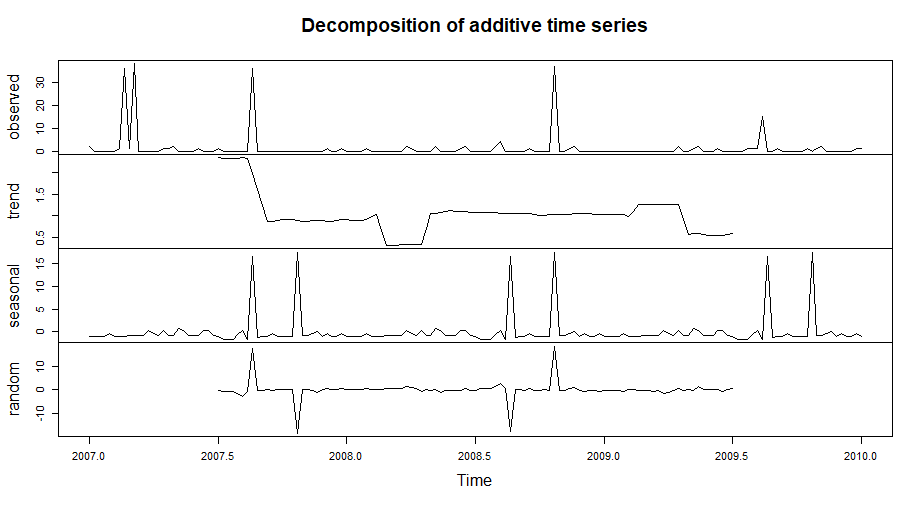 Decomposition of additive time series
observed
0 10 20 30
trend
0.5 1.5
seasonal
0 5 10 15
random
-10 0 10
2007.0 2007.5 2008.0 2008.5 2009.0 2009.5 2010.0
Time